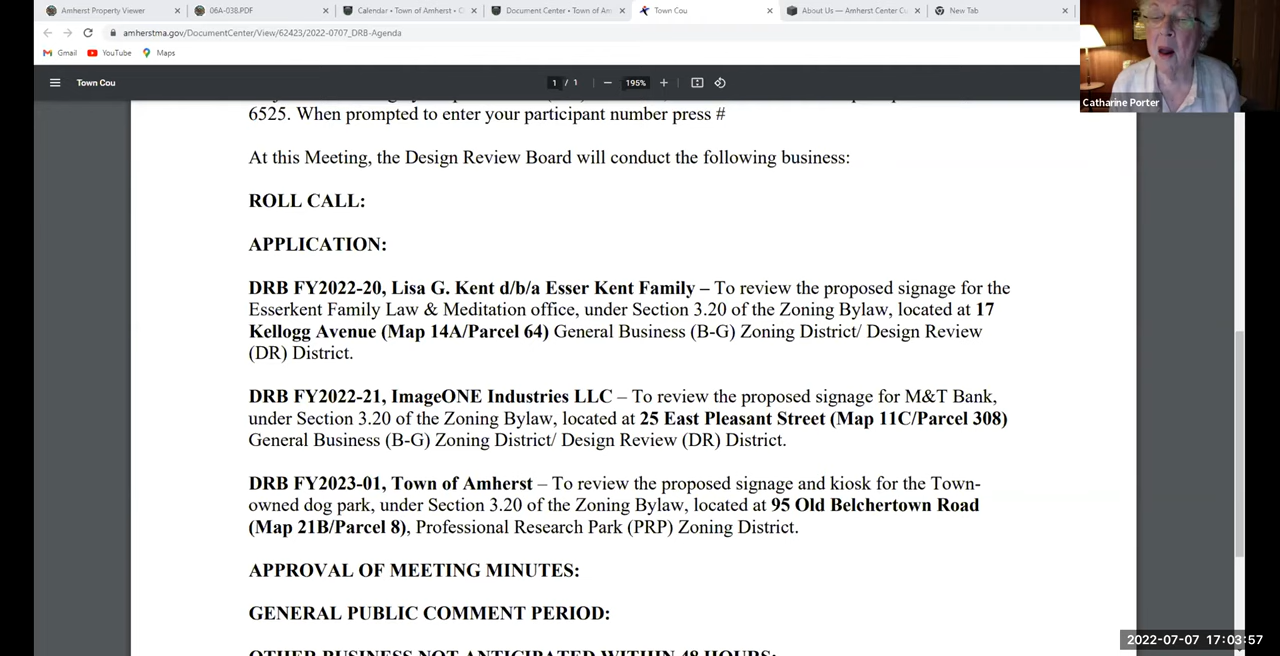 Amherst Property Viewer
06A-038.PDF
Calendar • Town of Amherst • C
Document Center • Town of Am
Town Cou
About Us — Amherst Center Cu
New Tab
amherstma.gov/DocumentCenter/View/62423/2022-0707_DRB-Agenda
Gmail YouTube Maps
Town Cou 1 / 1 — 195% +
6525. When prompted to enter your participant number press #
At this Meeting, the Design Review Board will conduct the following business:
ROLL CALL:
APPLICATION:
DRB FY2022-20, Lisa G. Kent d/b/a Esser Kent Family – To review the proposed signage for the
Esserkent Family Law & Meditation office, under Section 3.20 of the Zoning Bylaw, located at 17
Kellogg Avenue (Map 14A/Parcel 64) General Business (B-G) Zoning District/ Design Review
(DR) District.
DRB FY2022-21, ImageONE Industries LLC – To review the proposed signage for M&T Bank,
under Section 3.20 of the Zoning Bylaw, located at 25 East Pleasant Street (Map 11C/Parcel 308)
General Business (B-G) Zoning District/ Design Review (DR) District.
DRB FY2023-01, Town of Amherst – To review the proposed signage and kiosk for the Town-
owned dog park, under Section 3.20 of the Zoning Bylaw, located at 95 Old Belchertown Road
(Map 21B/Parcel 8), Professional Research Park (PRP) Zoning District.
APPROVAL OF MEETING MINUTES:
GENERAL PUBLIC COMMENT PERIOD:
OTHER BUSINESS NOT ANTICIPATED WITHIN 48 HOURS:
Catharine Porter
2022-07-07 17:03:57